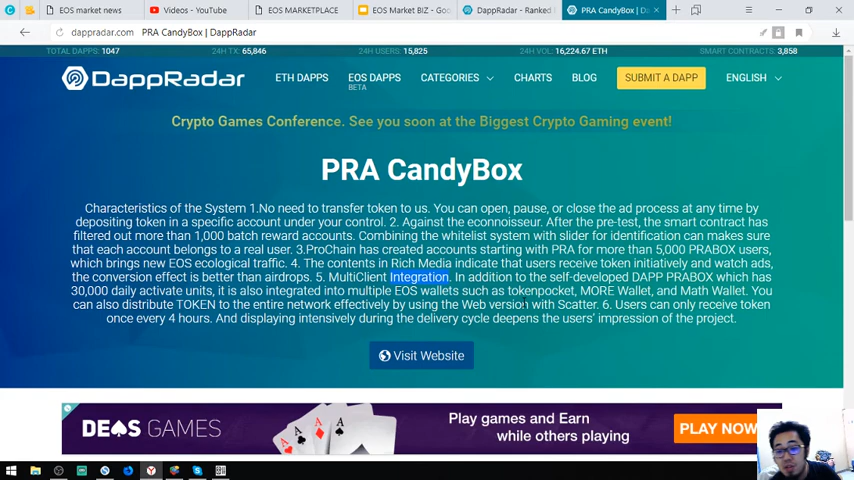 EOS market news
Videos - YouTube
EOS MARKETPLACE
EOS Market BIZ - Goo
DappRadar - Ranked
PRA CandyBox | Da
dappradar.com PRA CandyBox | DappRadar
TOTAL DAPPS: 1047 24H TX: 65,846 24H USERS: 15,825 24H VOL: 16,224.67 ETH SMART CONTRACTS: 3,858
DappRadar ETH DAPPS EOS DAPPS CATEGORIES CHARTS BLOG SUBMIT A DAPP ENGLISH
BETA
Crypto Games Conference. See you soon at the Biggest Crypto Gaming event!
PRA CandyBox
Characteristics of the System 1.No need to transfer token to us. You can open, pause, or close the ad process at any time by
depositing token in a specific account under your control. 2. Against the econnoisseur. After the pre-test, the smart contract has
filtered out more than 1,000 batch reward accounts. Combining the whitelist system with slider for identification can makes sure
that each account belongs to a real user. 3.ProChain has created accounts starting with PRA for more than 5,000 PRABOX users,
which brings new EOS ecological traffic. 4. The contents in Rich Media indicate that users receive token initiatively and watch ads,
the conversion effect is better than airdrops. 5. MultiClient Integration. In addition to the self-developed DAPP PRABOX which has
30,000 daily activate units, it is also integrated into multiple EOS wallets such as tokenpocket, MORE Wallet, and Math Wallet. You
can also distribute TOKEN to the entire network effectively by using the Web version with Scatter. 6. Users can only receive token
once every 4 hours. And displaying intensively during the delivery cycle deepens the users' impression of the project.
Visit Website
DEOS GAMES
Play games and Earn
while others playing
PLAY NOW